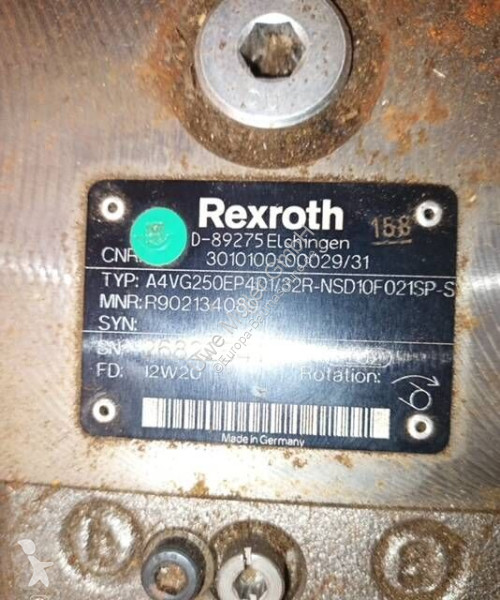 Rexroth
158
D-89275 Elchingen
CNR: 3010100-00029/31
TYP: A4VG250EP4D1/32R-NSD10F021SP-S
MNR: R902134089
SYN:
SN:
FD: 12W20 Rotation:
Made in Germany